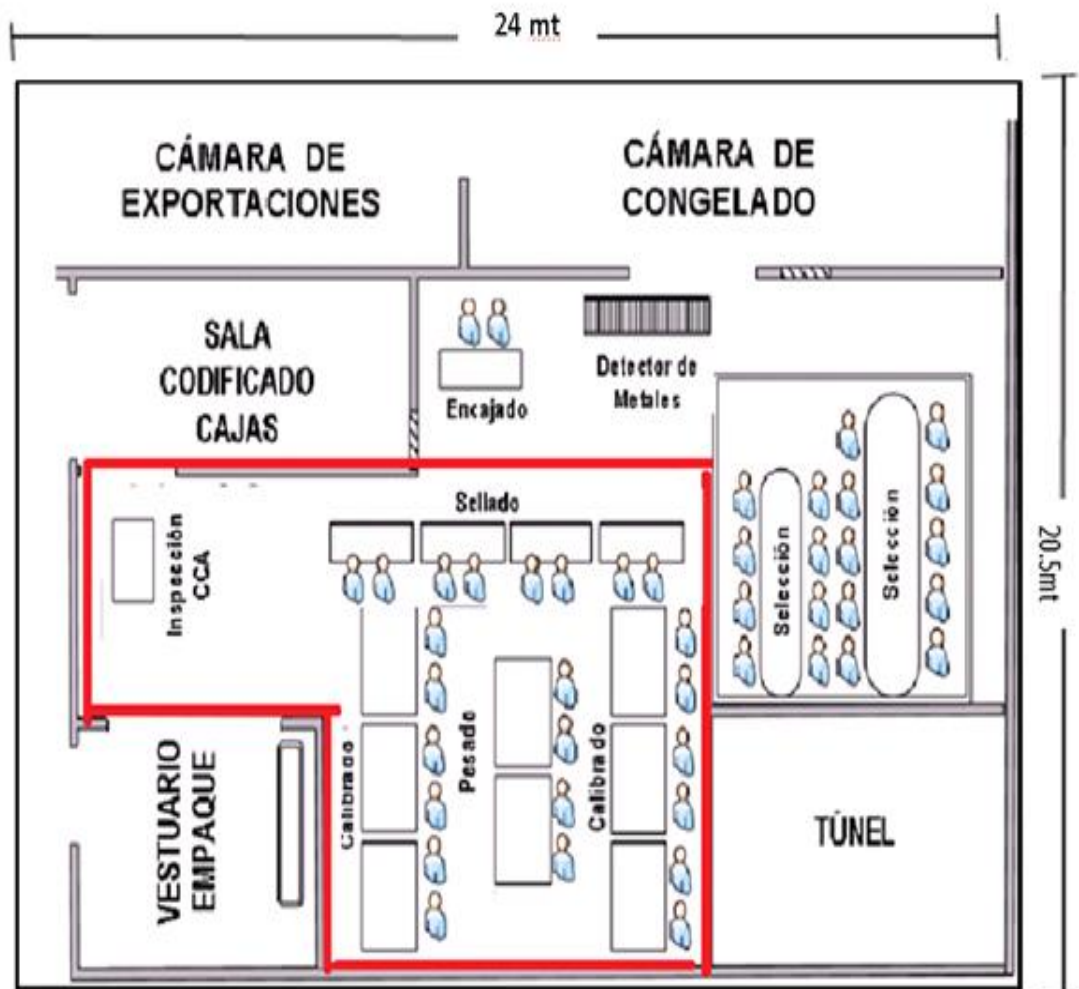 24 mt
CÁMARA DE
EXPORTACIONES
CÁMARA DE
CONGELADO
SALA
CODIFICADO
CAJAS
Encajado
Detector de
Metales
20.5mt
Sellado
Inspección
CCA
Selección
Selección
Calibrado
Pesado
Calibrado
VESTUARIO
EMPAQUE
TÚNEL